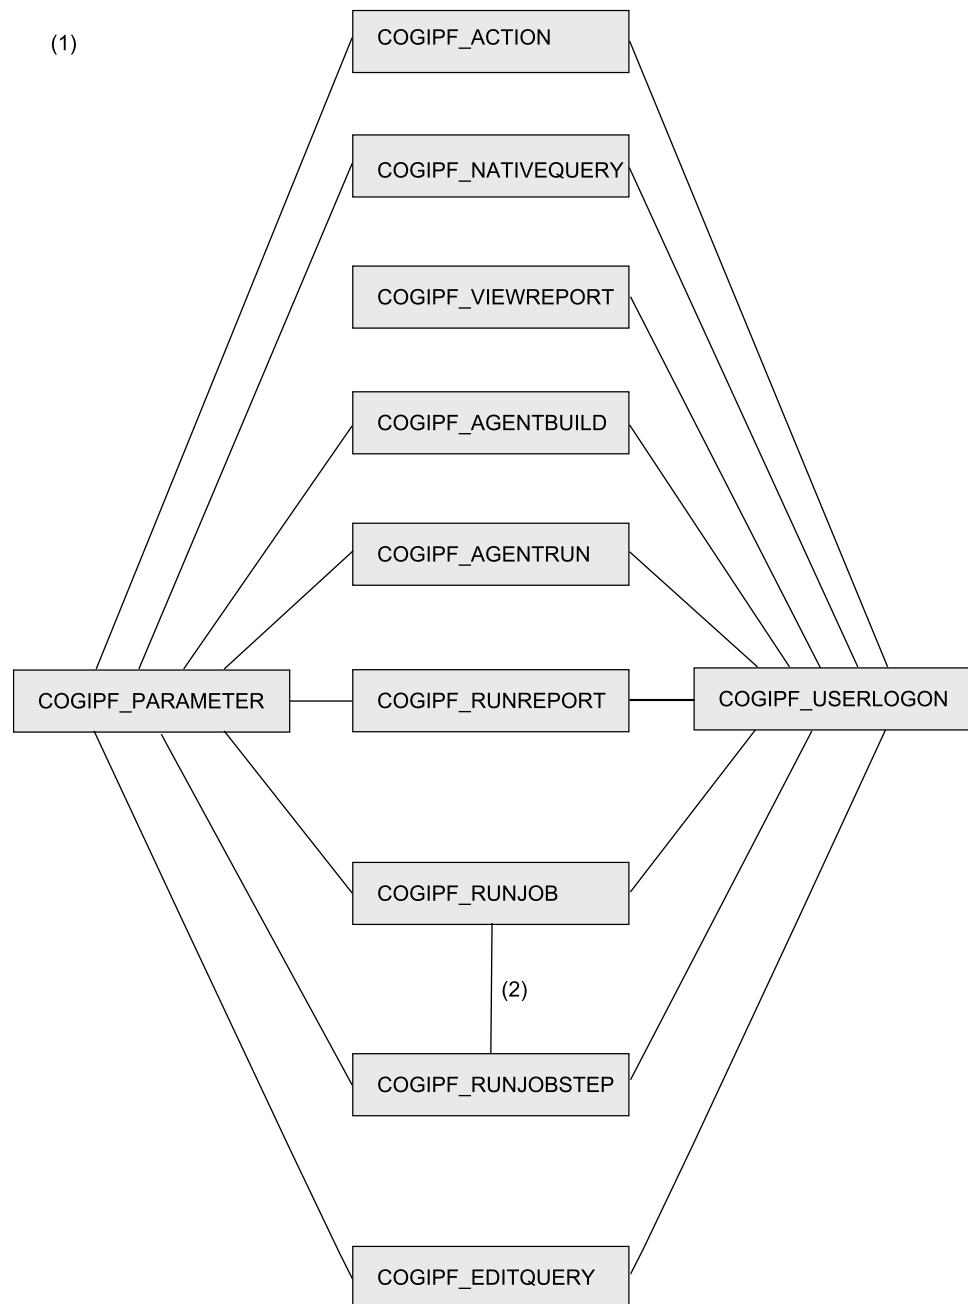 (1)
COGIPF_ACTION
COGIPF_NATIVEQUERY
COGIPF_VIEWREPORT
COGIPF_AGENTBUILD
COGIPF_AGENTRUN
COGIPF_PARAMETER
COGIPF_RUNREPORT
COGIPF_USERLOGON
COGIPF_RUNJOB
(2)
COGIPF_RUNJOBSTEP
COGIPF_EDITQUERY